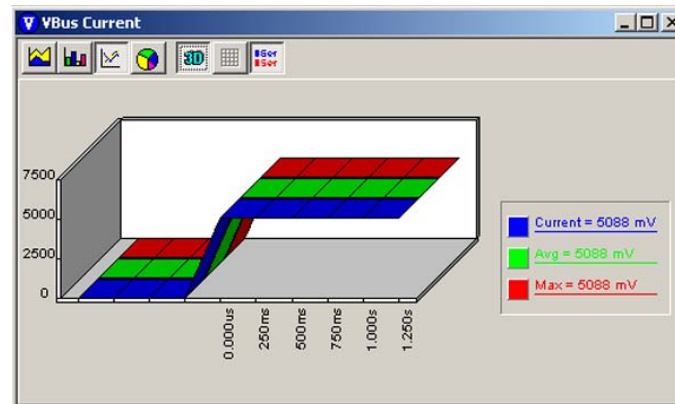 VBus Current
3D
Ser
Ser
7500
5000
2500
0
0.000us
250ms
500ms
750ms
1.000s
1.250s
Current = 5088 mV
Avg = 5088 mV
Max = 5088 mV